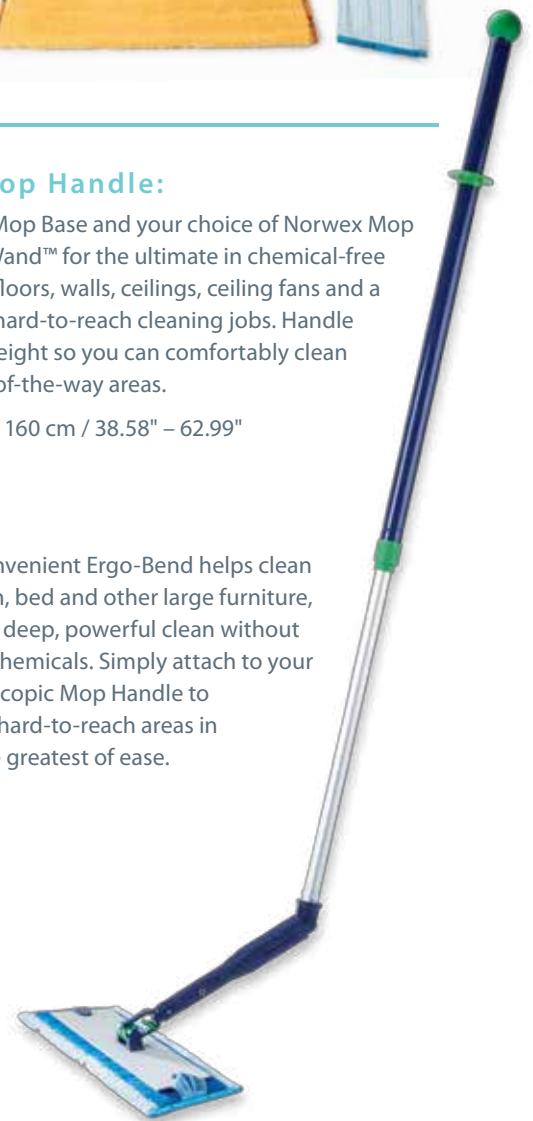 op Handle:
Mop Base and your choice of Norwex Mop
Wand™ for the ultimate in chemical-free
floors, walls, ceilings, ceiling fans and a
hard-to-reach cleaning jobs. Handle
eight so you can comfortably clean
of-the-way areas.
160 cm / 38.58" – 62.99"
nvenient Ergo-Bend helps clean
n, bed and other large furniture,
deep, powerful clean without
hemicals. Simply attach to your
copic Mop Handle to
hard-to-reach areas in
greatest of ease.